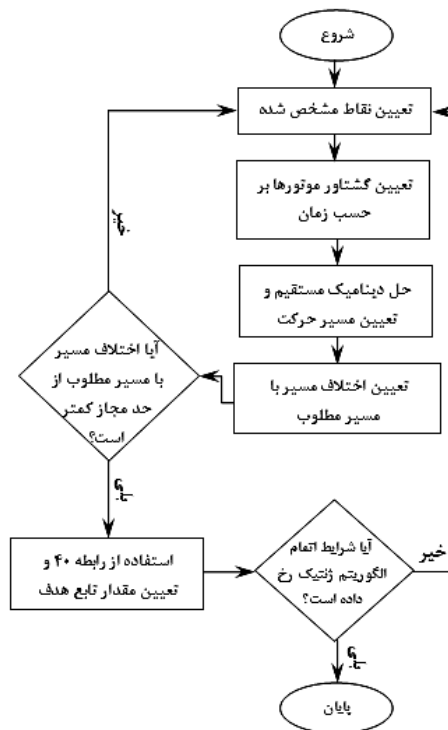 شروع
تعیین نقاط مشخص شده
تعیین گشتاور موتورها بر
حسب زمان
حل دینامیک مستقیم و
تعیین مسیر حرکت
تعیین اختلاف مسیر با
مسیر مطلوب
آیا اختلاف مسیر
با مسیر مطلوب از
حد مجاز کمتر
است؟
خیر
بلی
استفاده از رابطه ۴۰ و
تعیین مقدار تابع هدف
آیا شرایط اتمام
الگوریتم ژنتیک رخ
داده است؟
خیر
بلی
پایان